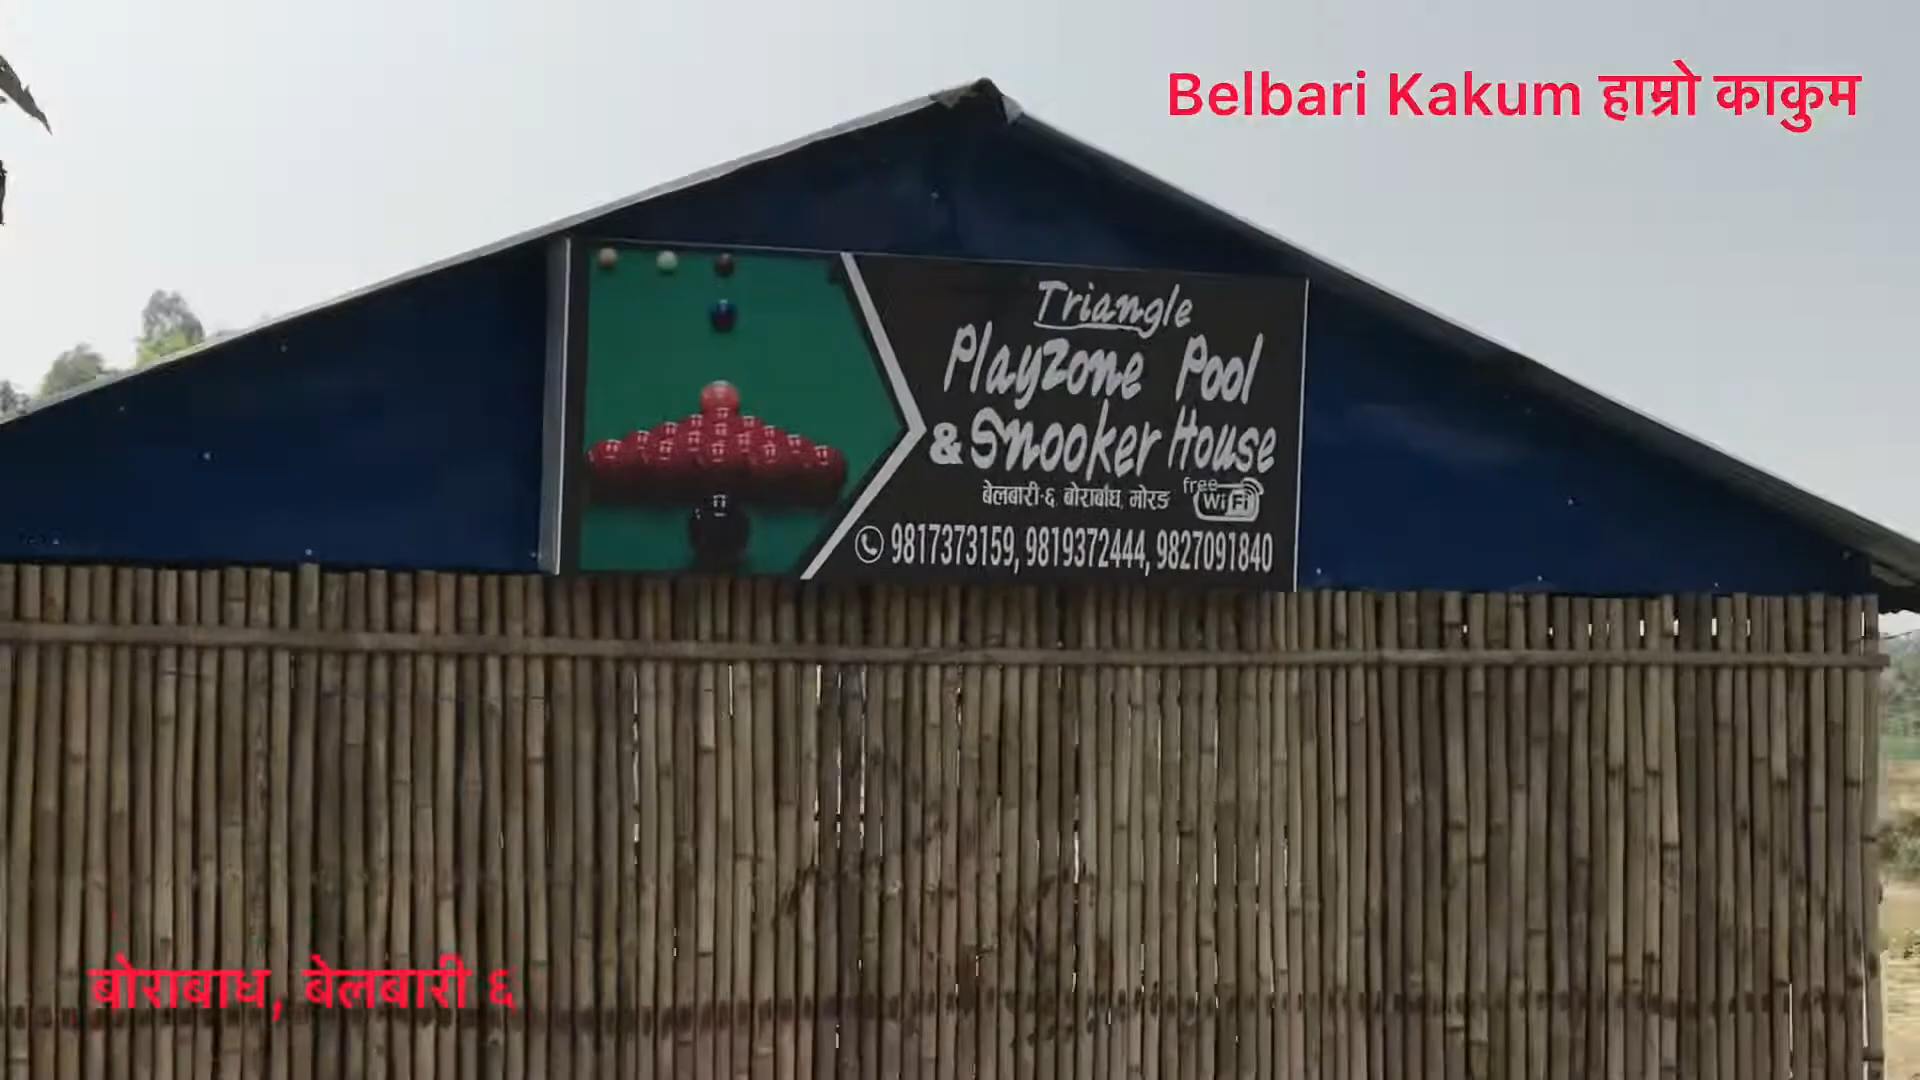 Belbari Kakum हाम्रो काकुम
Triangle
Playzone Pool
& Snooker House
बेलबारी-६, बोराबाँध, मोरङ
free
WiFi
9817373159, 9819372444, 9827091840
बोराबाध, बेलबारी ६